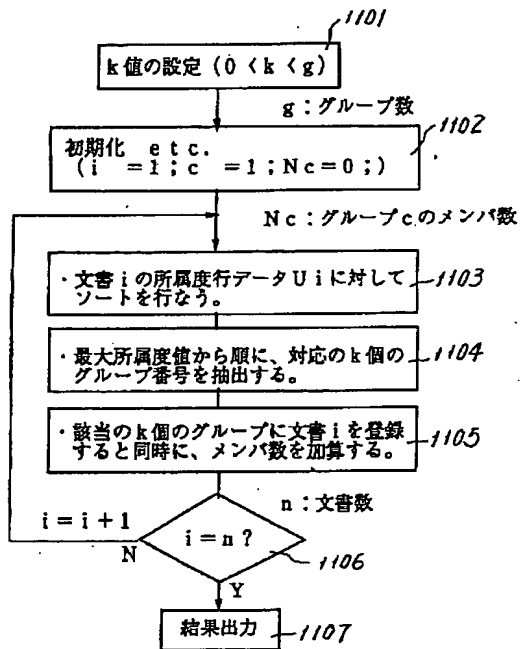 1101
k値の設定 (0 < k < g)
g：グループ数
1102
初期化 etc.
(i =1；c =1；Nc=0；)
Nc：グループcのメンバ数
・文書iの所属度行データUiに対して
ソートを行なう。
1103
・最大所属度値から順に、対応のk個の
グループ番号を抽出する。
1104
・該当のk個のグループに文書iを登録
すると同時に、メンバ数を加算する。
1105
n：文書数
i=i+1
N
i=n？
1106
Y
結果出力
1107